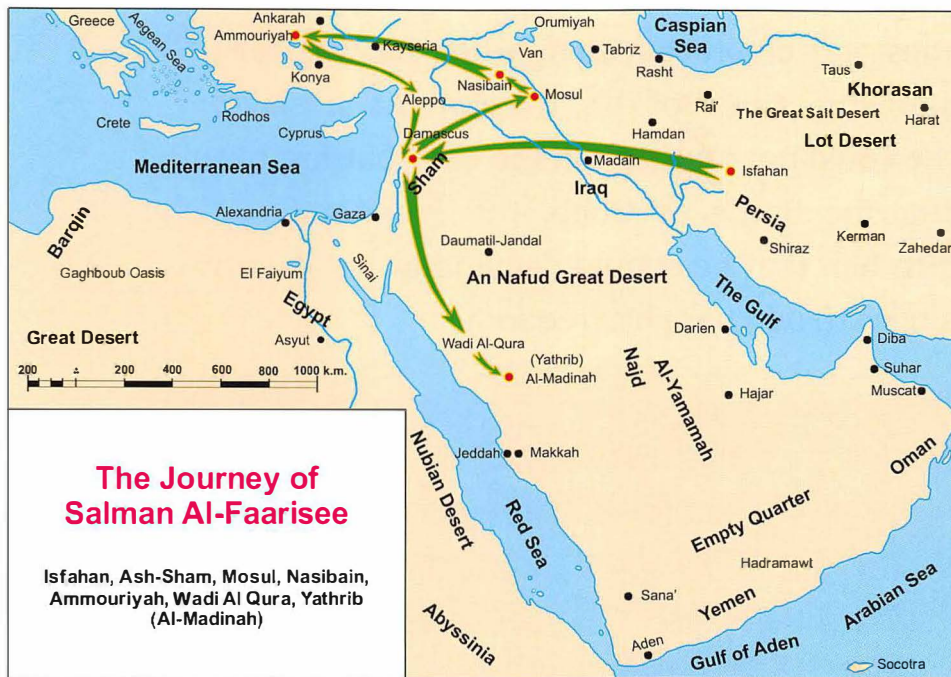 Greece
Aegean Sea
Ankarah
Ammouriyah
Kayseria
Konya
Orumiyah
Van
Tabriz
Caspian
Sea
Rasht
Taus
Khorasan
Nasibain
Mosul
Rai'
The Great Salt Desert
Harat
Lot Desert
Aleppo
Crete
Rodhos
Cyprus
Damascus
Hamdan
Mediterranean Sea
Sham
Madain
Isfahan
Iraq
Persia
Barqin
Alexandria
Gaza
Daumatil-Jandal
Shiraz
Kerman
Zahedan
Gaghboub Oasis
El Faiyum
Sinai
An Nafud Great Desert
The Gulf
Egypt
Great Desert
Asyut
Darien
Diba
Wadi Al-Qura
(Yathrib)
Al-Madinah
Najd
Al-Yamamah
Suhar
Muscat
Hajar
200 0 200 400 600 800 1000 k.m.
Nubian Desert
Jeddah
Makkah
Oman
The Journey of
Salman Al-Faarisee
Red Sea
Empty Quarter
Hadramawt
Isfahan, Ash-Sham, Mosul, Nasibain,
Ammouriyah, Wadi Al Qura, Yathrib
(Al-Madinah)
Sana'
Yemen
Arabian Sea
Abyssinia
Aden
Gulf of Aden
Socotra